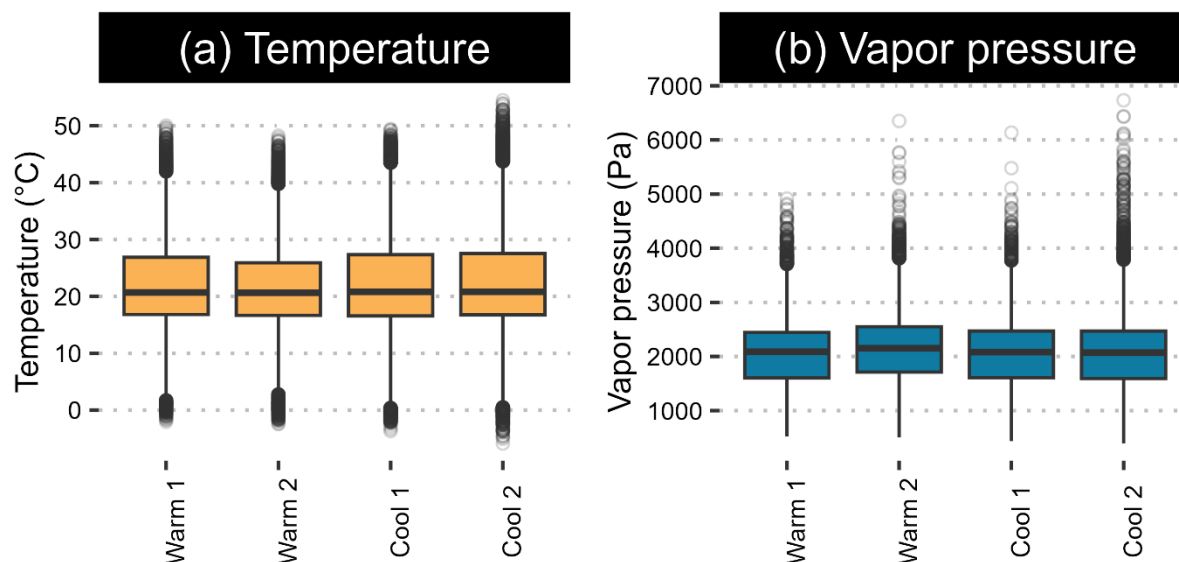 (a) Temperature
Temperature (°C)
50
40
30
20
10
0
Warm 1
Warm 2
Cool 1
Cool 2
(b) Vapor pressure
Vapor pressure (Pa)
7000
6000
5000
4000
3000
2000
1000
Warm 1
Warm 2
Cool 1
Cool 2